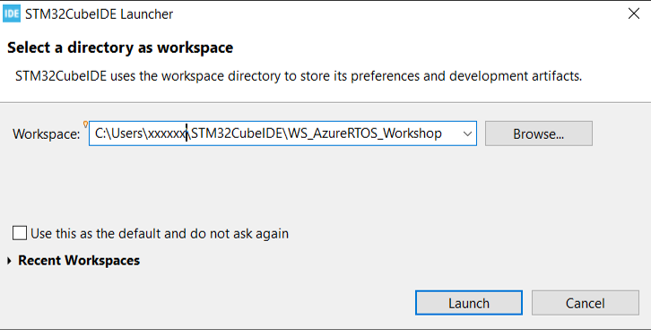 IDE STM32CubeIDE Launcher
Select a directory as workspace
STM32CubeIDE uses the workspace directory to store its preferences and development artifacts.
Workspace: C:\Users\xxxxxx\STM32CubeIDE\WS_AzureRTOS_Workshop Browse...
Use this as the default and do not ask again
Recent Workspaces
Launch Cancel